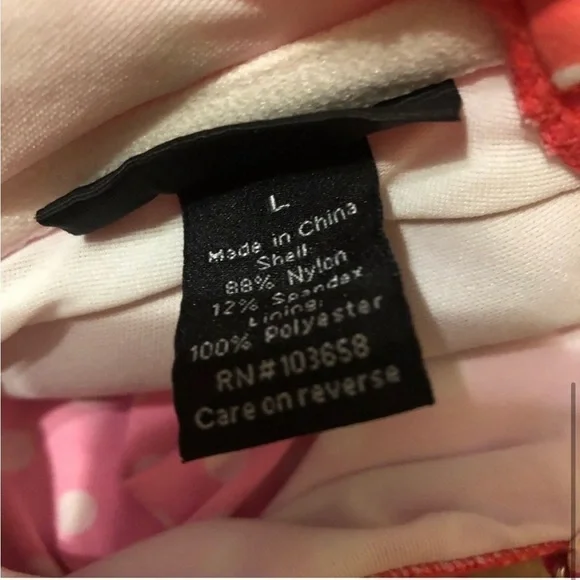 L
Made in China
Shell:
88% Nylon
12% Spandex
Lining:
100% Polyester
RN#103658
Care on reverse